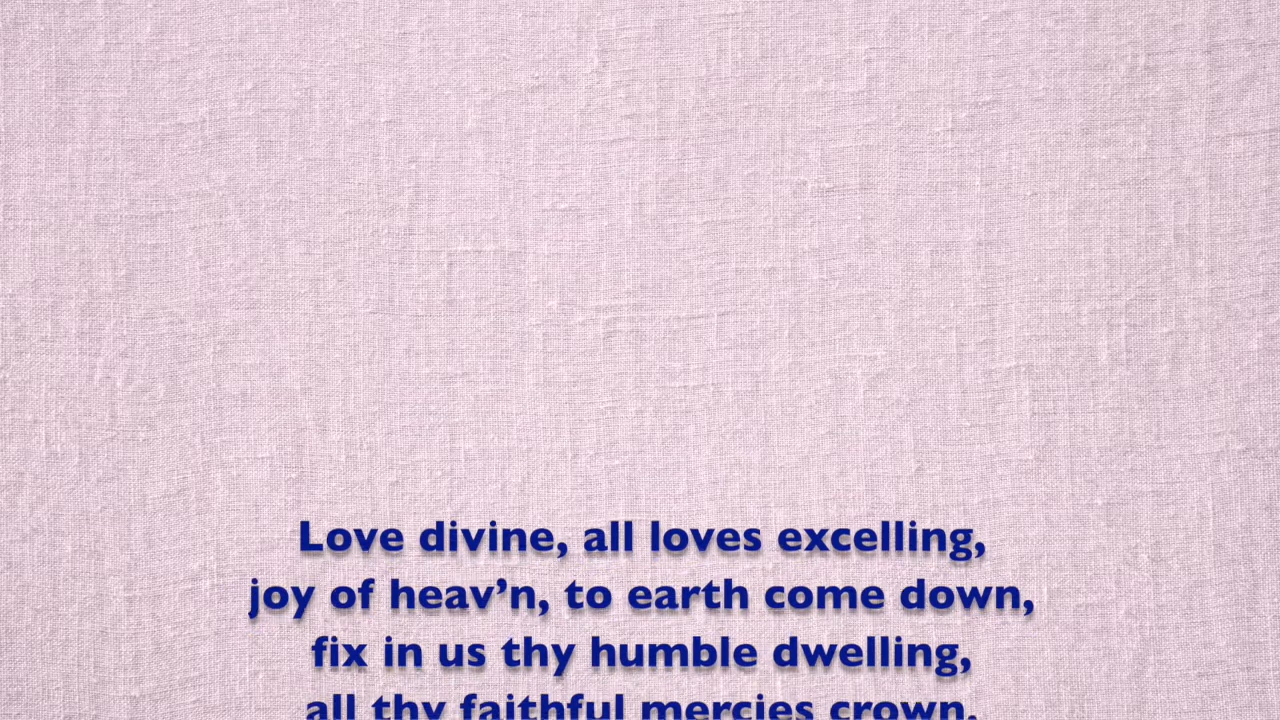 Love divine, all loves excelling,
joy of heav’n, to earth come down,
fix in us thy humble dwelling,
all thy faithful mercies crown.